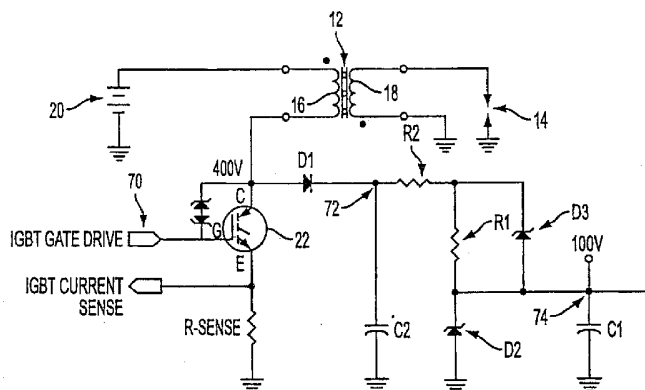 12
16
18
20
14
R2
400V
D1
70
C
72
D3
R1
IGBT GATE DRIVE
G
22
100V
E
IGBT CURRENT
SENSE
74
R-SENSE
C2
D2
C1